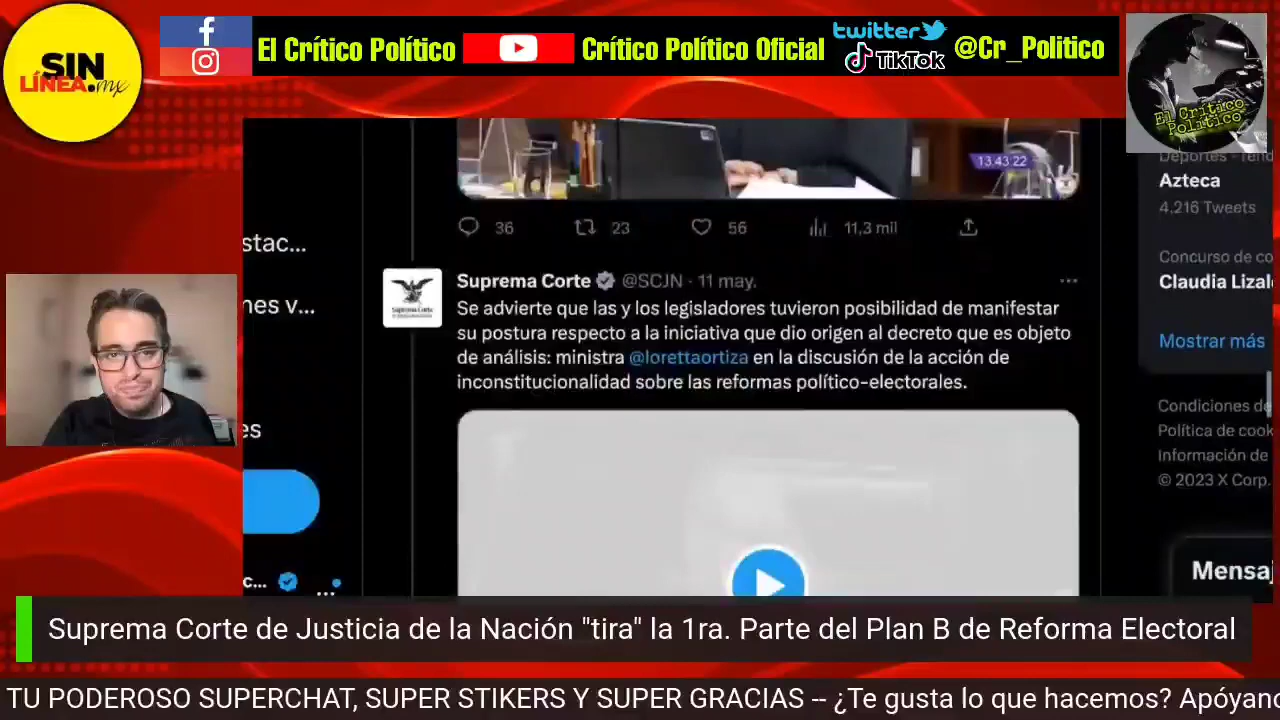 SIN
LÍNEA.mx
El Crítico Político
Crítico Político Oficial
twitter
TikTok
@Cr_Politico
El Crítico
Político
Azteca
4.216 Tweets
Concurso de co
Claudia Lizal
Mostrar más
Condiciones de
Política de cook
Información de
© 2023 X Corp.
Mensaj
stac...
nes v...
es
c...
13:43:22
36
23
56
11,3 mil
Suprema Corte @SCJN · 11 may.
Se advierte que las y los legisladores tuvieron posibilidad de manifestar
su postura respecto a la iniciativa que dio origen al decreto que es objeto
de análisis: ministra @lorettaortiza en la discusión de la acción de
inconstitucionalidad sobre las reformas político-electorales.
Suprema Corte de Justicia de la Nación "tira" la 1ra. Parte del Plan B de Reforma Electoral
TU PODEROSO SUPERCHAT, SUPER STIKERS Y SUPER GRACIAS -- ¿Te gusta lo que hacemos? Apóyano